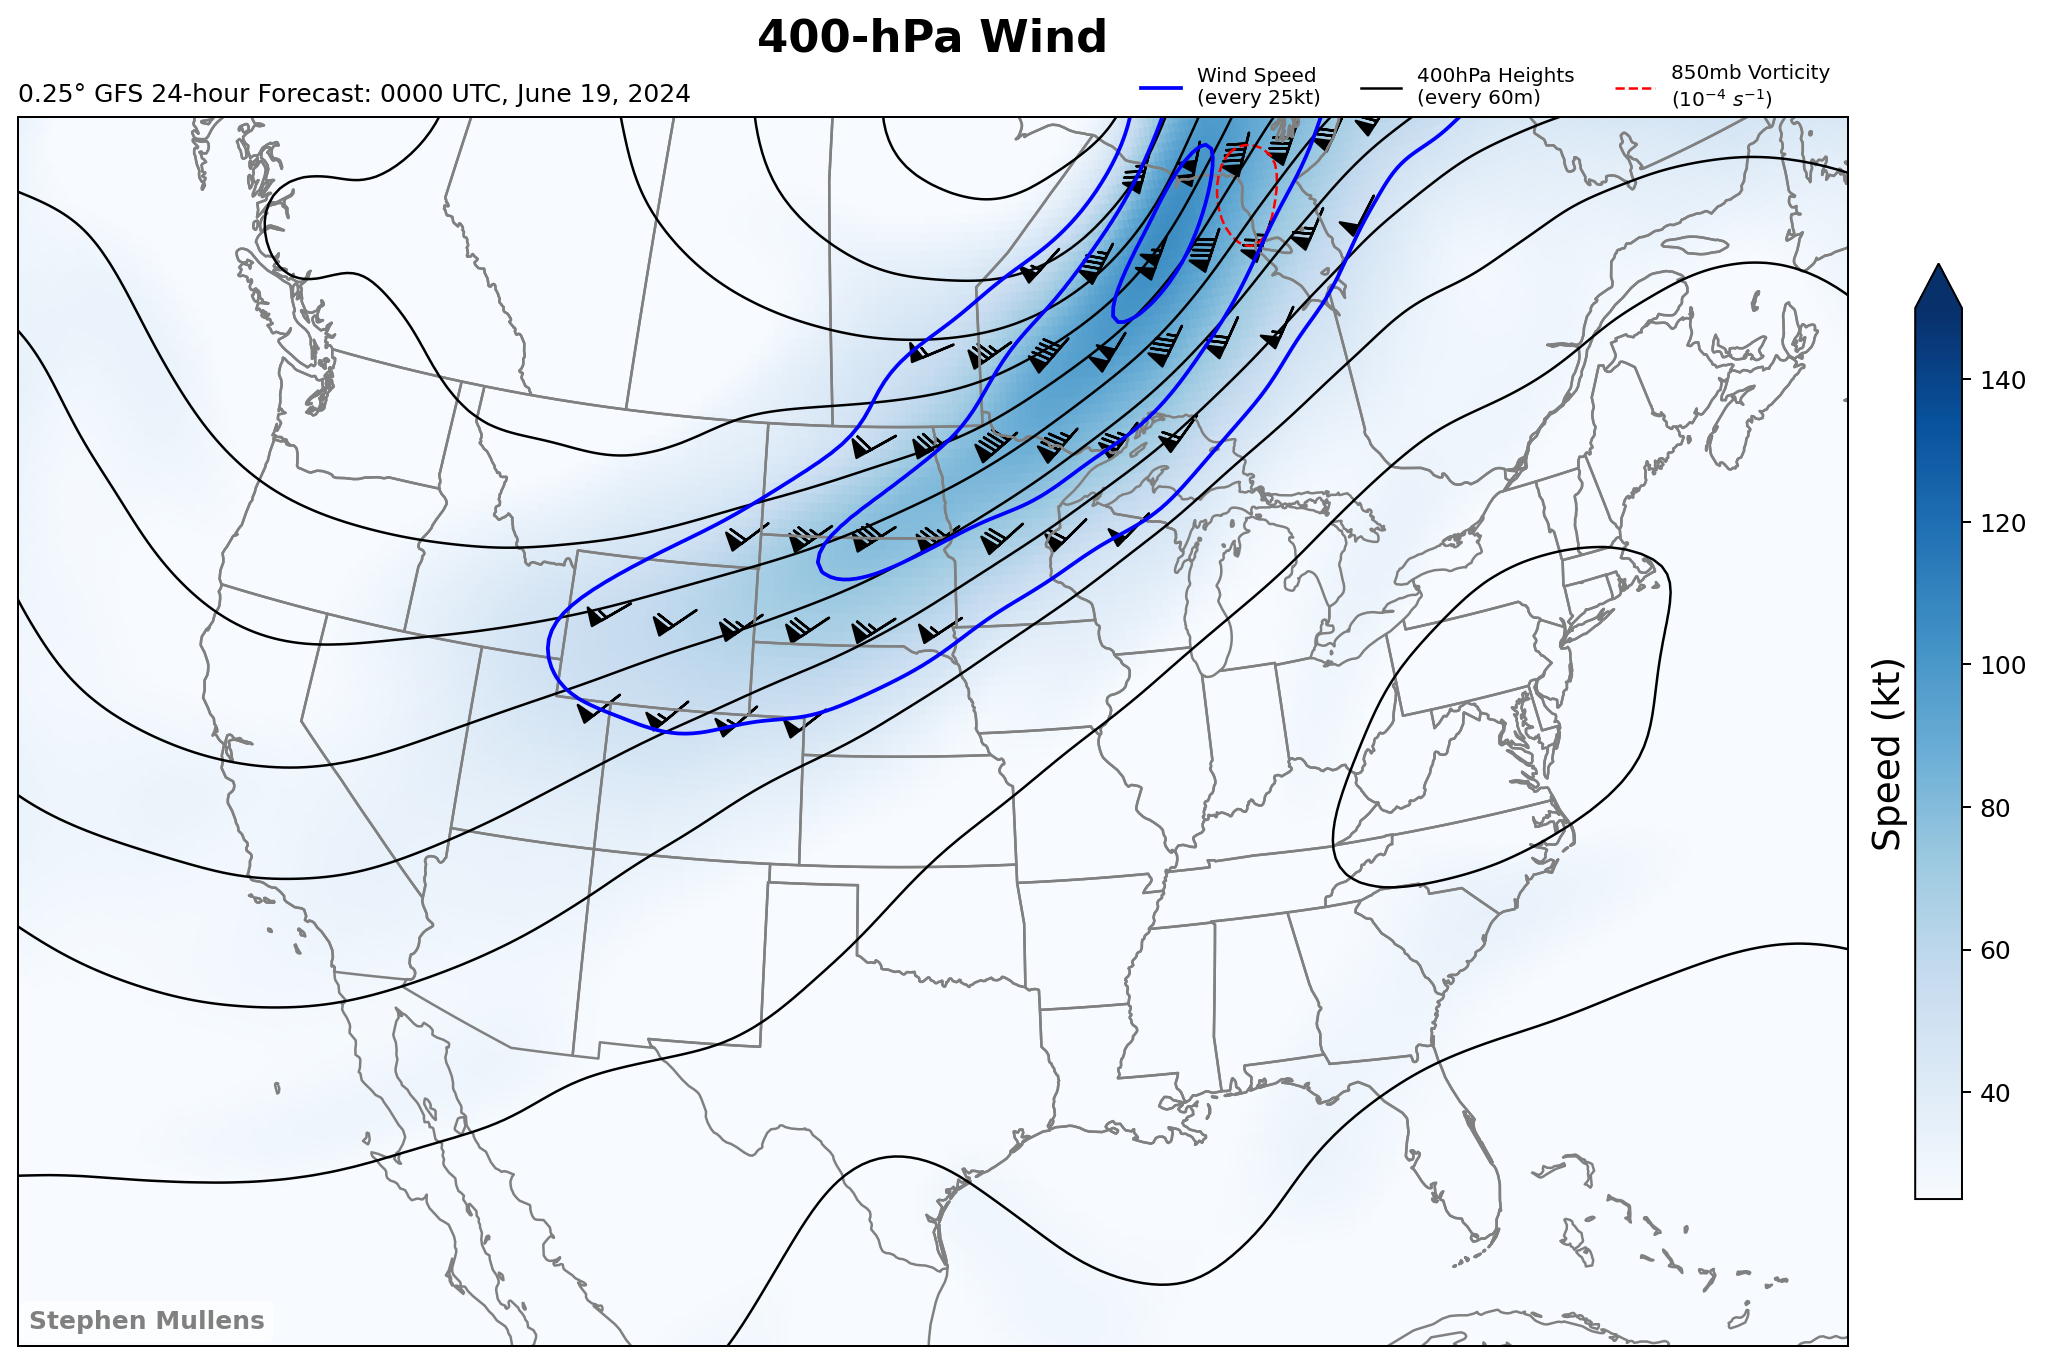 400-hPa Wind
0.25° GFS 24-hour Forecast: 0000 UTC, June 19, 2024
Wind Speed
(every 25kt)
400hPa Heights
(every 60m)
850mb Vorticity
(10⁻⁴ s⁻¹)
140
120
100
80
60
40
Speed (kt)
Stephen Mullens